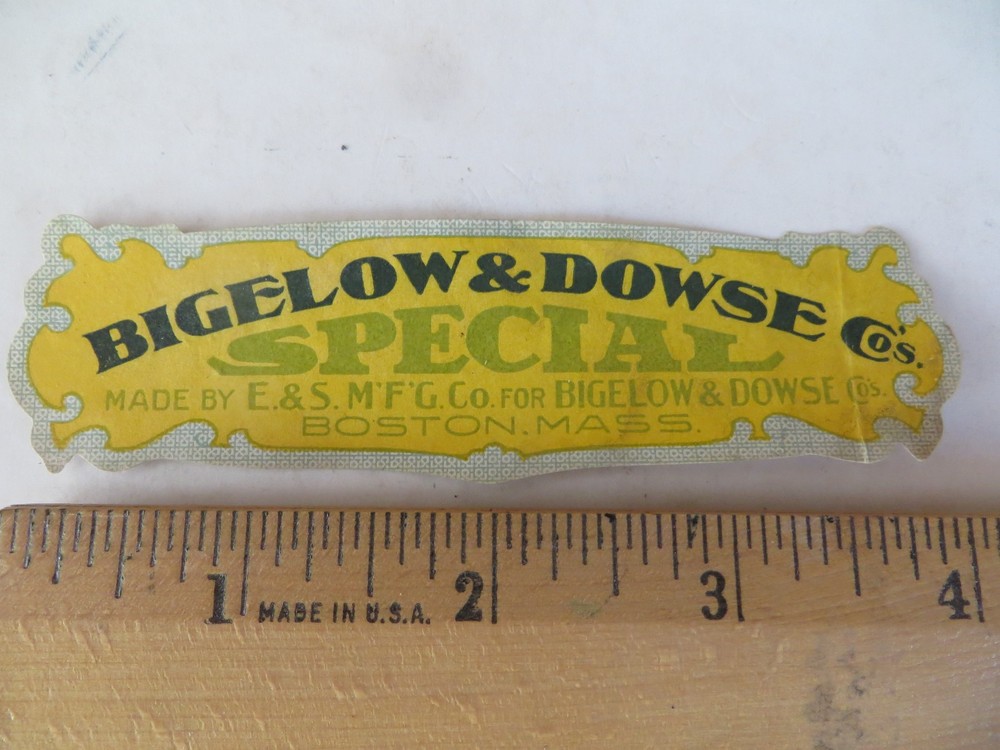 BIGELOW & DOWSE Co's.
SPECIAL
MADE BY E. & S. M'F'G. Co. FOR BIGELOW & DOWSE Co's.
BOSTON. MASS.
1 2 3 4
MADE IN U.S.A.